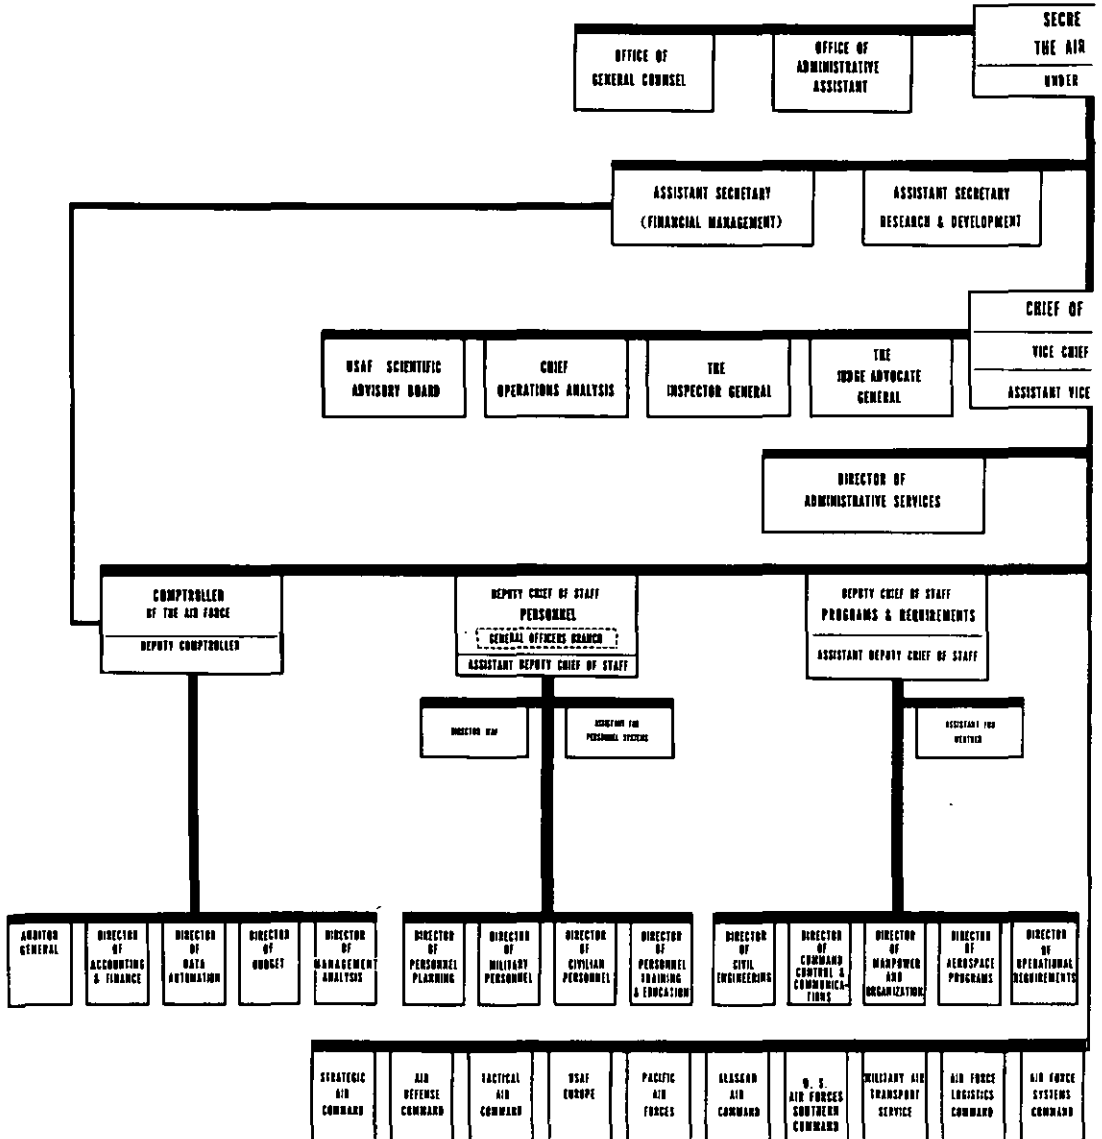 SECRE
THE AIR
UNDER
OFFICE OF
GENERAL COUNSEL
OFFICE OF
ADMINISTRATIVE
ASSISTANT
ASSISTANT SECRETARY
(FINANCIAL MANAGEMENT)
ASSISTANT SECRETARY
RESEARCH & DEVELOPMENT
CHIEF OF
VICE CHIEF
ASSISTANT VICE
USAF SCIENTIFIC
ADVISORY BOARD
CHIEF
OPERATIONS ANALYSIS
THE
INSPECTOR GENERAL
THE
JUDGE ADVOCATE
GENERAL
DIRECTOR OF
ADMINISTRATIVE SERVICES
COMPTROLLER
OF THE AIR FORCE
DEPUTY COMPTROLLER
DEPUTY CHIEF OF STAFF
PERSONNEL
GENERAL OFFICERS BRANCH
ASSISTANT DEPUTY CHIEF OF STAFF
DEPUTY CHIEF OF STAFF
PROGRAMS & REQUIREMENTS
ASSISTANT DEPUTY CHIEF OF STAFF
DIRECTOR WAF
ASSISTANT FOR
PERSONNEL SYSTEMS
ASSISTANT FOR
WEATHER
AUDITOR
GENERAL
DIRECTOR
OF
ACCOUNTING
& FINANCE
DIRECTOR
OF
DATA
AUTOMATION
DIRECTOR
OF
BUDGET
DIRECTOR
OF
MANAGEMENT
ANALYSIS
DIRECTOR
OF
PERSONNEL
PLANNING
DIRECTOR
OF
MILITARY
PERSONNEL
DIRECTOR
OF
CIVILIAN
PERSONNEL
DIRECTOR
OF
PERSONNEL
TRAINING
& EDUCATION
DIRECTOR
OF
CIVIL
ENGINEERING
DIRECTOR
OF
COMMAND
CONTROL &
COMMUNICA-
TIONS
DIRECTOR
OF
MANPOWER
AND
ORGANIZATION
DIRECTOR
OF
AEROSPACE
PROGRAMS
DIRECTOR
OF
OPERATIONAL
REQUIREMENTS
STRATEGIC
AIR
COMMAND
AIR
DEFENSE
COMMAND
TACTICAL
AIR
COMMAND
USAF
EUROPE
PACIFIC
AIR
FORCES
ALASKAN
AIR
COMMAND
U. S.
AIR FORCES
SOUTHERN
COMMAND
MILITARY AIR
TRANSPORT
SERVICE
AIR FORCE
LOGISTICS
COMMAND
AIR FORCE
SYSTEMS
COMMAND